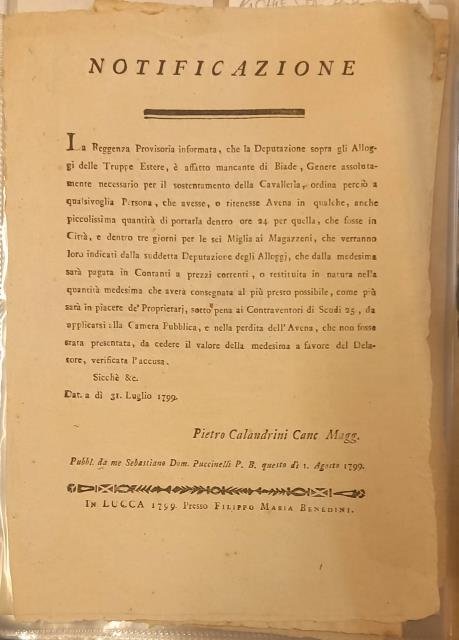 NOTIFICAZIONE
La Reggenza Provisoria informata, che la Deputazione sopra gli Allog-
gi delle Truppe Estere, è affatto mancante di Biade, Genere assoluta-
mente necessario per il sostentamento della Cavalleria, ordina perciò a
qualsivoglia Persona, che avesse, o ritenesse Avena in qualche, anche
piccolissima quantità di portarla dentro ore 24 per quella, che fosse in
Città, e dentro tre giorni per le sei Miglia ai Magazzeni, che verranno
loro indicati dalla suddetta Deputazione degli Alloggi, che dalla medesima
sarà pagata in Contanti a prezzi correnti, o restituita in natura nella
quantità medesima che averà consegnata al più presto possibile, come più
sarà in piacere de' Proprietari, sotto pena ai Contraventori di Scudi 25, da
applicarsi alla Camera Pubblica, e nella perdita dell'Avena, che non fosse
stata presentata, da cedere il valore della medesima a favore del Dela-
tore, verificata l'accusa.
Sicchè &c.
Dat. a dì 31. Luglio 1799.
Pietro Calandrini Canc Magg.
Pubbl. da me Sebastiano Dom. Puccinelli P. B. questo dì 1. Agosto 1799.
IN LUCCA 1799. Presso FILIPPO MARIA BENEDINI.